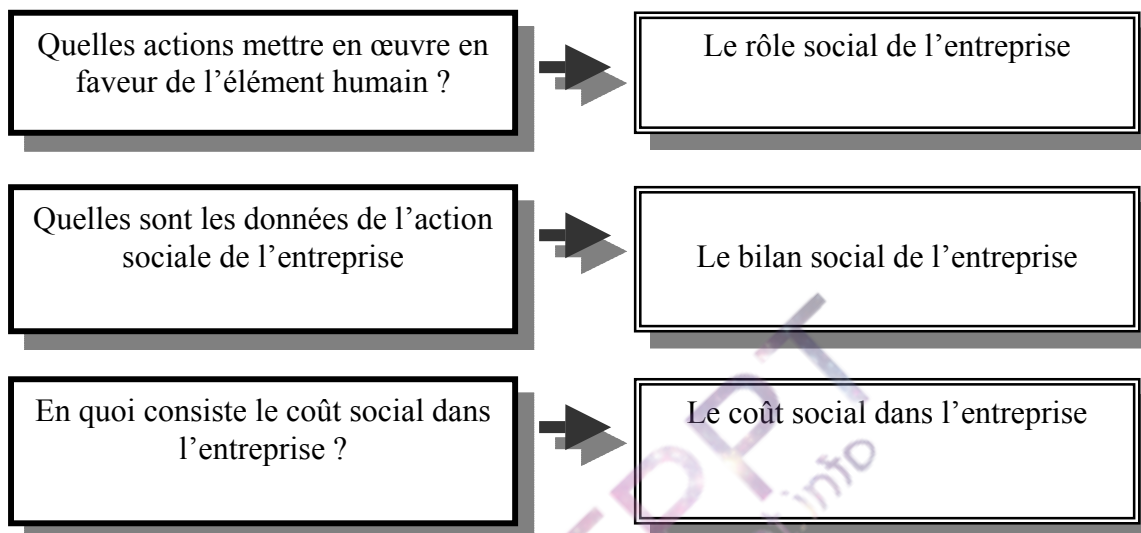 Quelles actions mettre en œuvre en
faveur de l’élément humain ?
Le rôle social de l’entreprise
Quelles sont les données de l’action
sociale de l’entreprise
Le bilan social de l’entreprise
En quoi consiste le coût social dans
l’entreprise ?
Le coût social dans l’entreprise